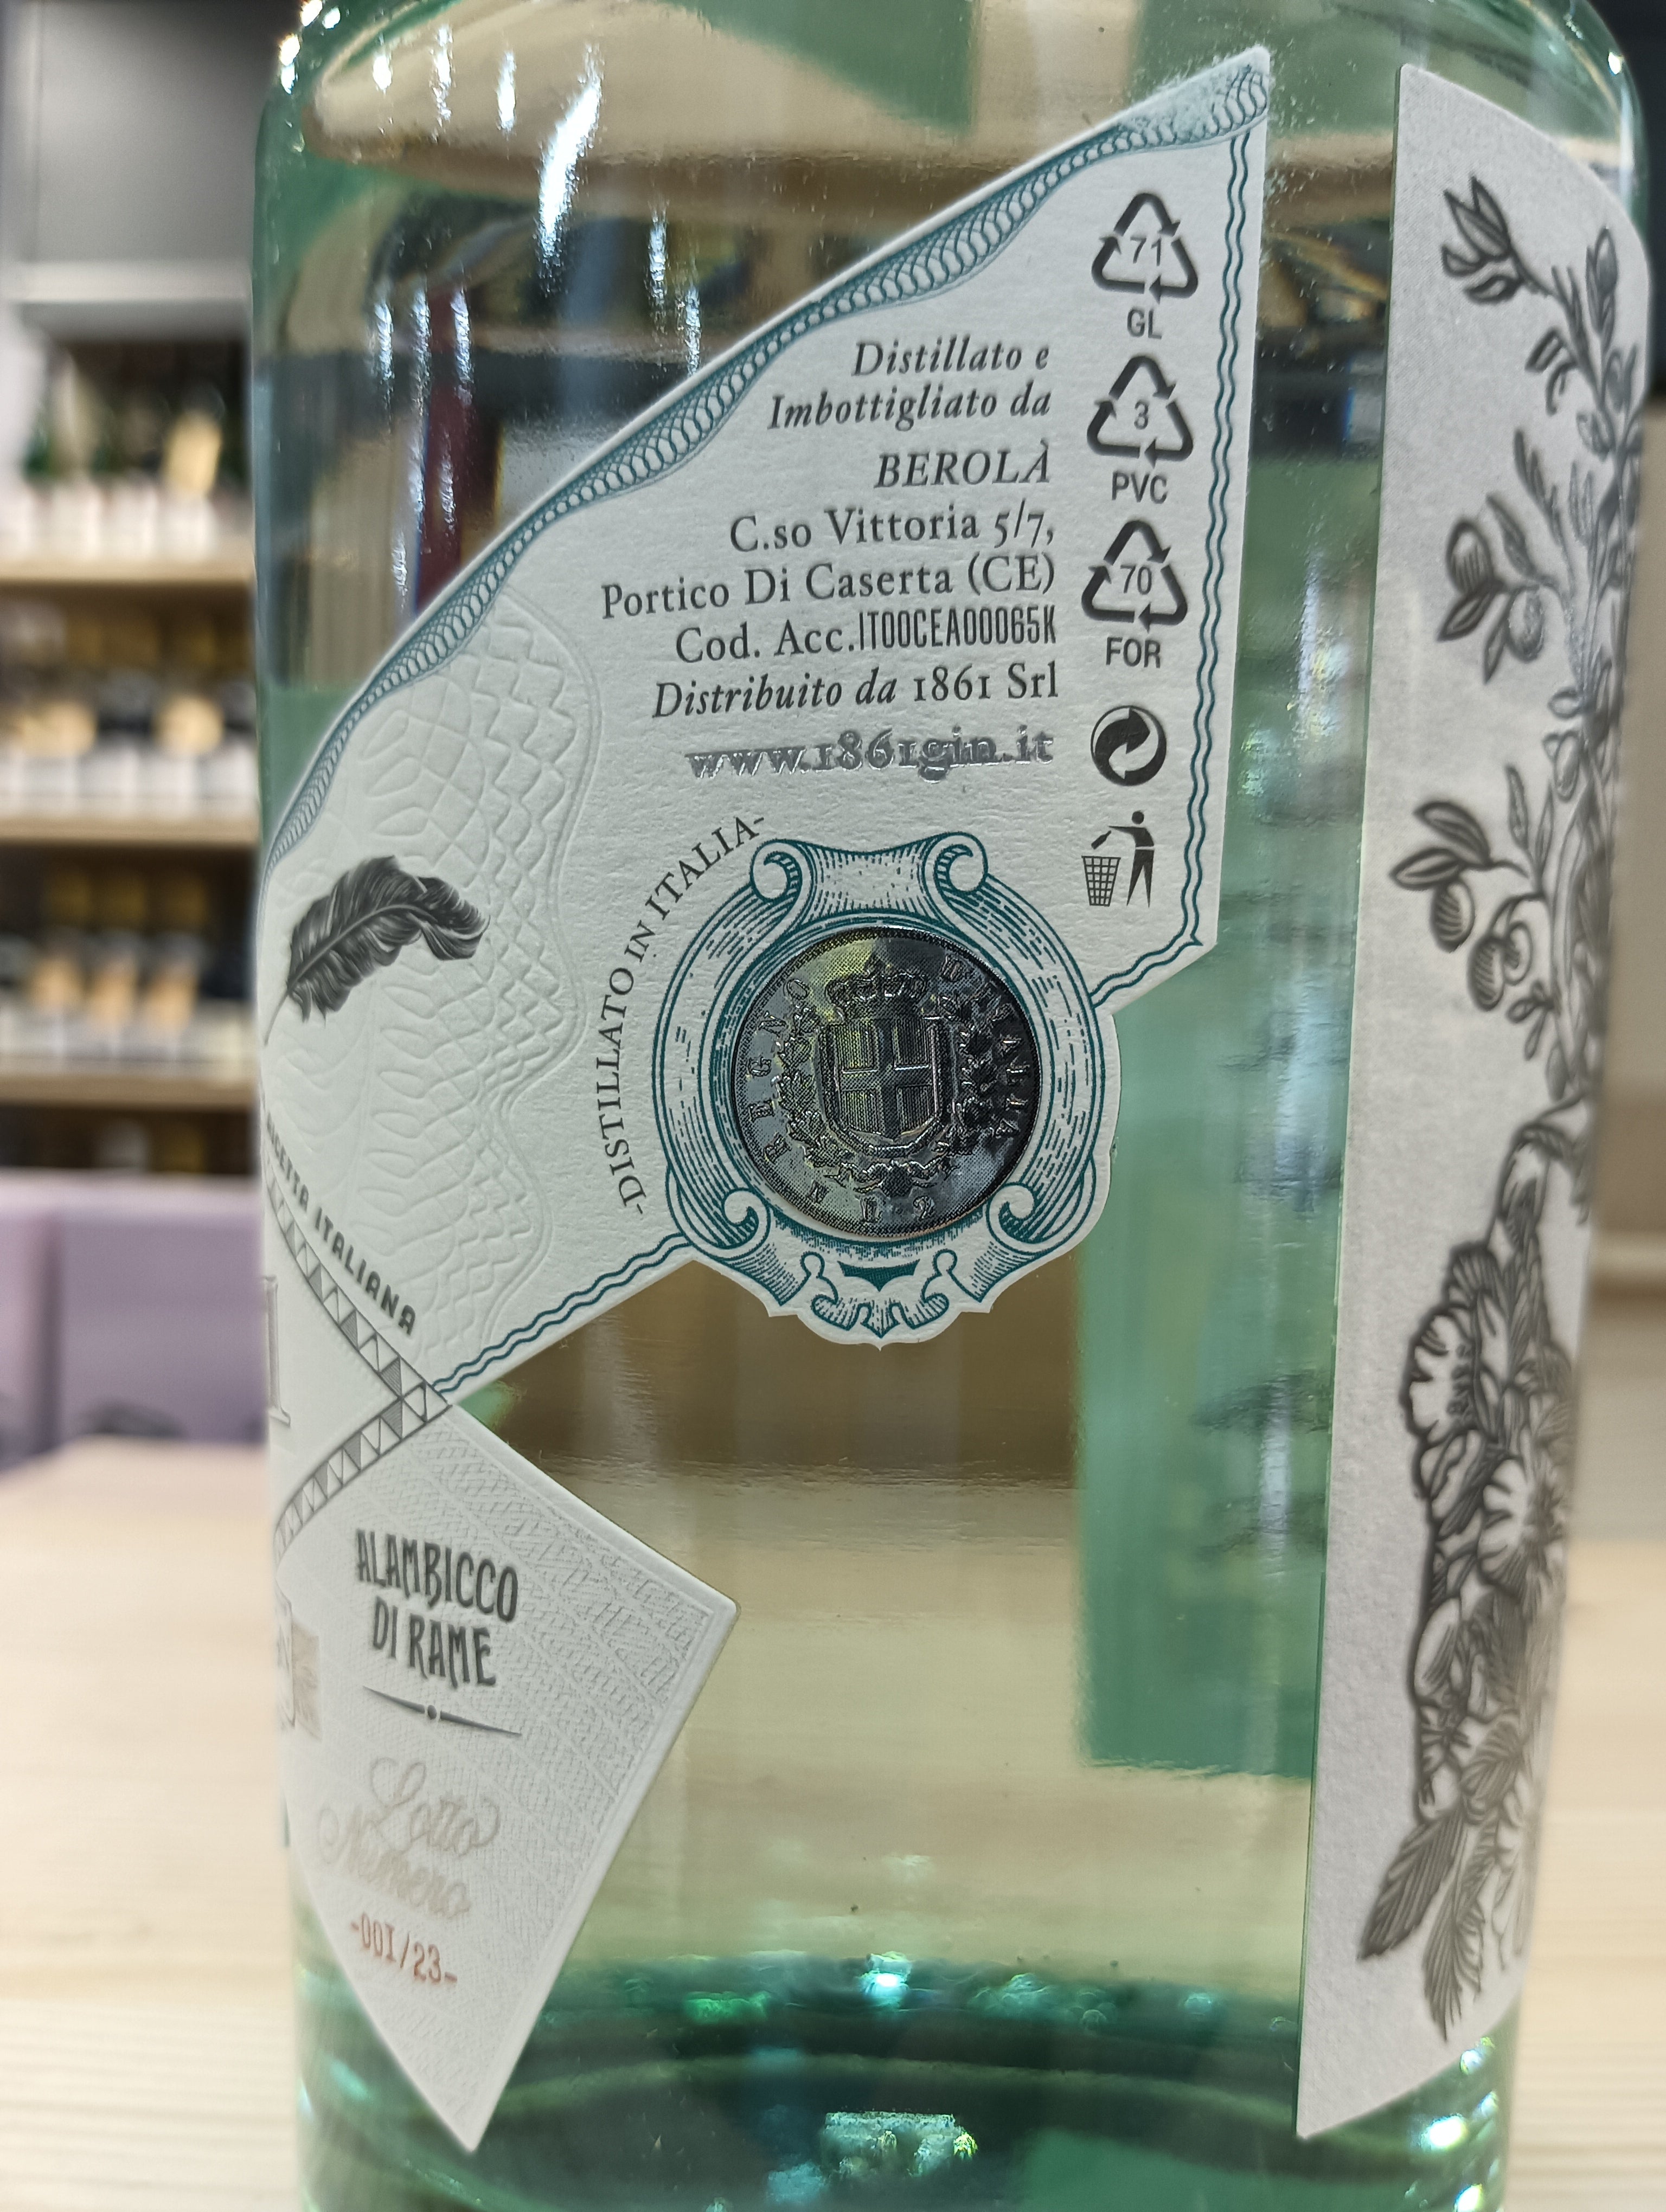 Distillato e
Imbottigliato da
BEROLÀ
C.so Vittoria 5/7,
Portico Di Caserta (CE)
Cod. Acc.IT00CEA00065K
Distribuito da 1861 Srl
www.1861gin.it
71
GL
3
PVC
70
FOR
-DISTILLATO IN ITALIA-
REGNO D'ITALIA
ITALIANA
ALAMBICCO
DI RAME
Lotto
Numero
-001/23-